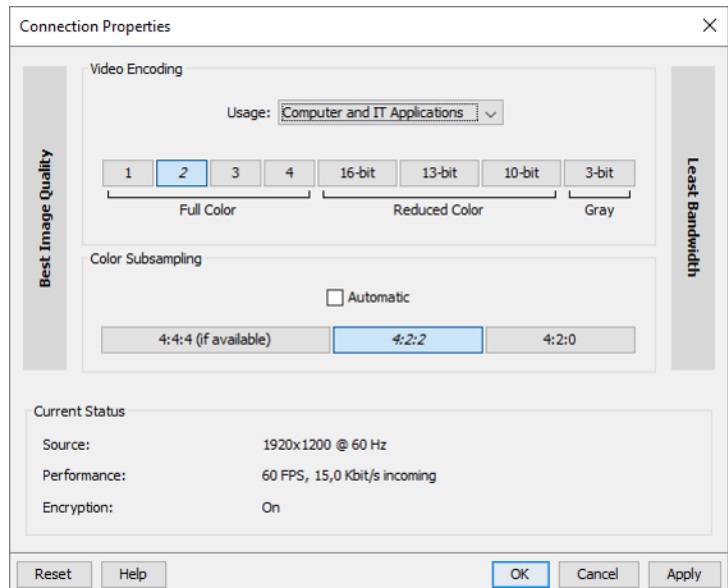 Connection Properties
Video Encoding
Usage: Computer and IT Applications
1 2 3 4 16-bit 13-bit 10-bit 3-bit
Full Color Reduced Color Gray
Best Image Quality
Least Bandwidth
Color Subsampling
Automatic
4:4:4 (if available) 4:2:2 4:2:0
Current Status
Source: 1920x1200 @ 60 Hz
Performance: 60 FPS, 15,0 Kbit/s incoming
Encryption: On
Reset Help OK Cancel Apply